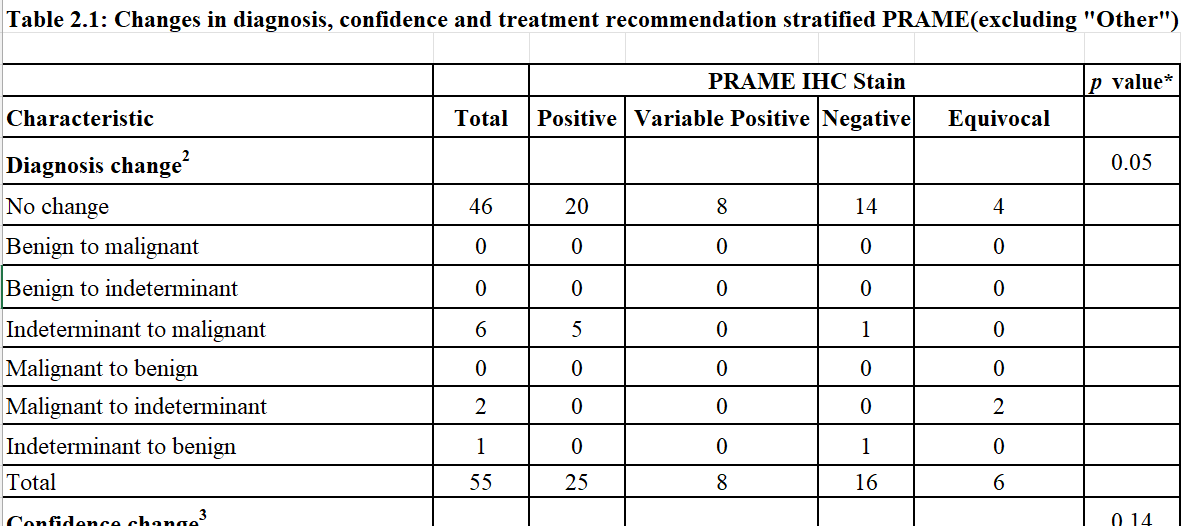 Table 2.1: Changes in diagnosis, confidence and treatment recommendation stratified PRAME(excluding "Other")
PRAME IHC Stain p value*
Characteristic Total Positive Variable Positive Negative Equivocal
Diagnosis change2 0.05
No change 46 20 8 14 4
Benign to malignant 0 0 0 0 0
Benign to indeterminant 0 0 0 0 0
Indeterminant to malignant 6 5 0 1 0
Malignant to benign 0 0 0 0 0
Malignant to indeterminant 2 0 0 0 2
Indeterminant to benign 1 0 0 1 0
Total 55 25 8 16 6
Confidence change3 0.14